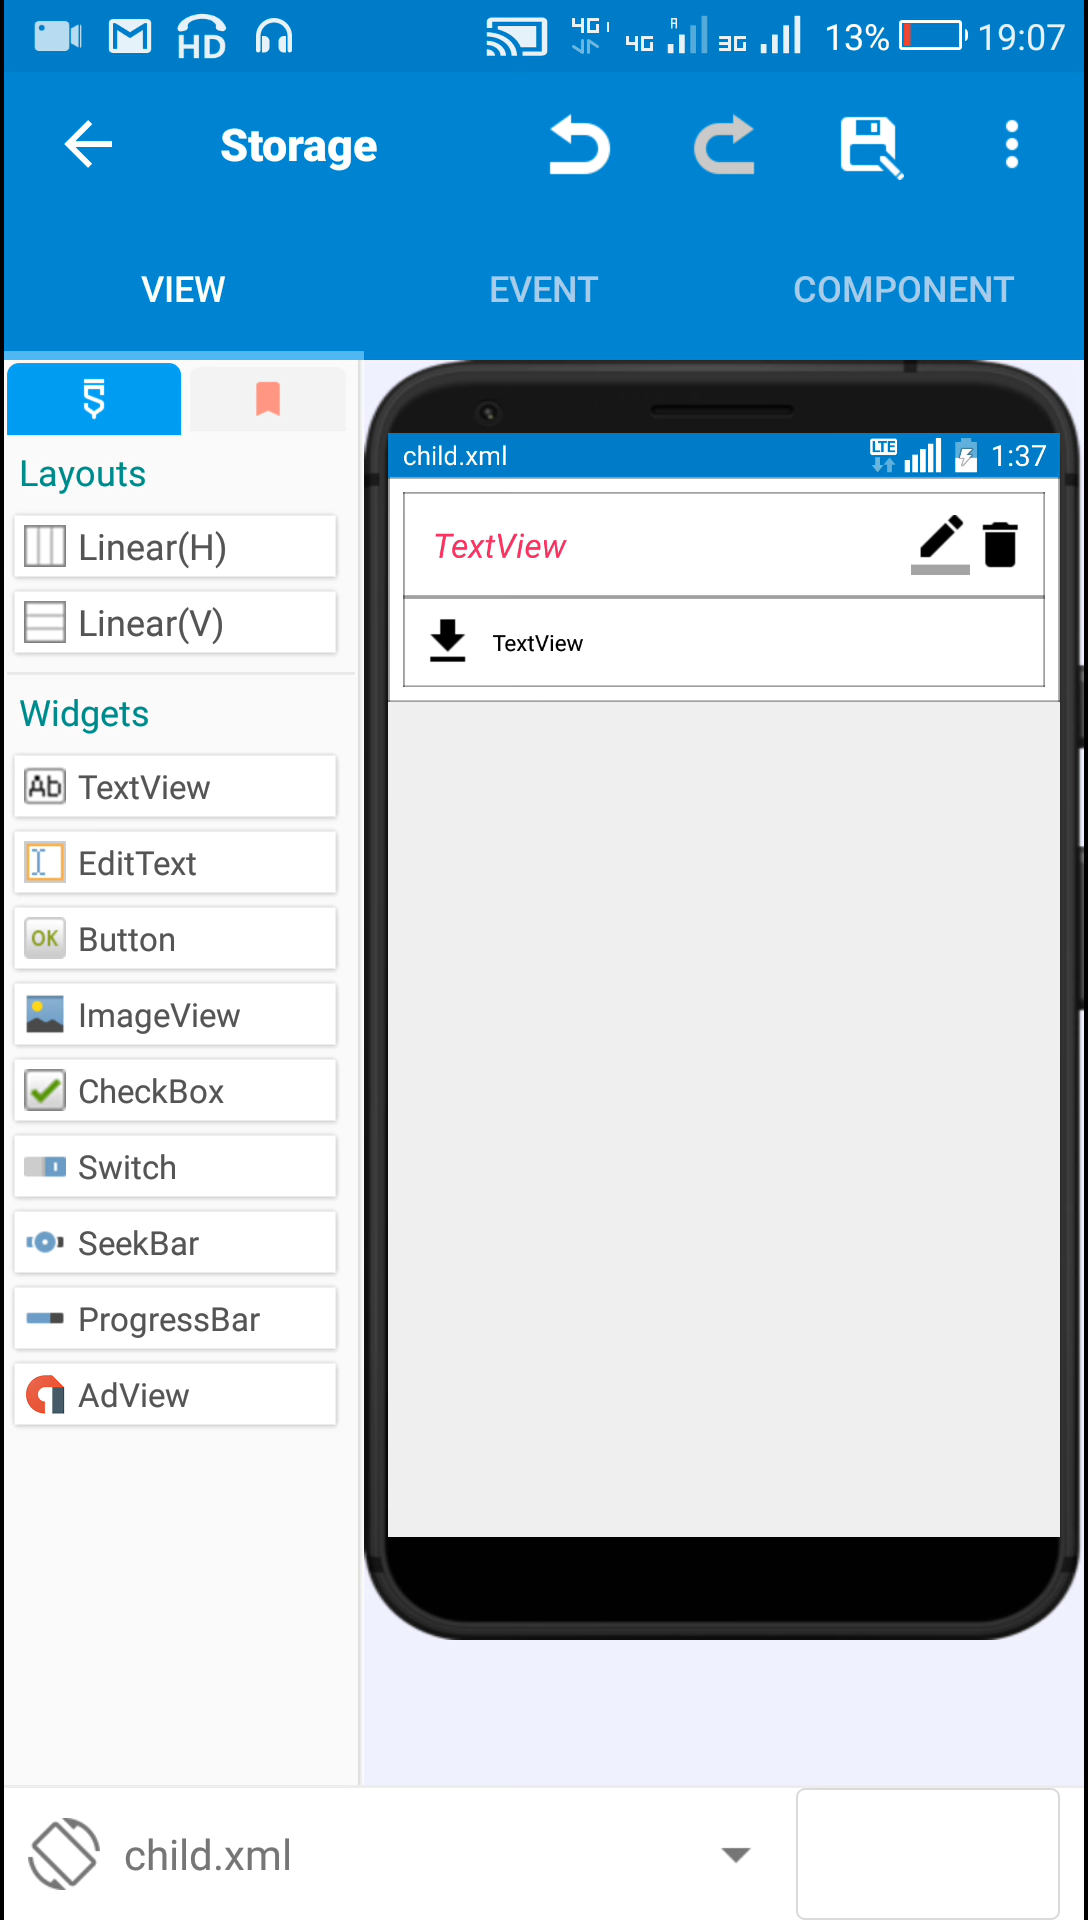 HD 4G 4G R 3G 13% 19:07
Storage
VIEW EVENT COMPONENT
Layouts
Linear(H)
Linear(V)
Widgets
Ab TextView
EditText
OK Button
ImageView
CheckBox
Switch
SeekBar
ProgressBar
AdView
child.xml LTE 1:37
TextView
TextView
child.xml